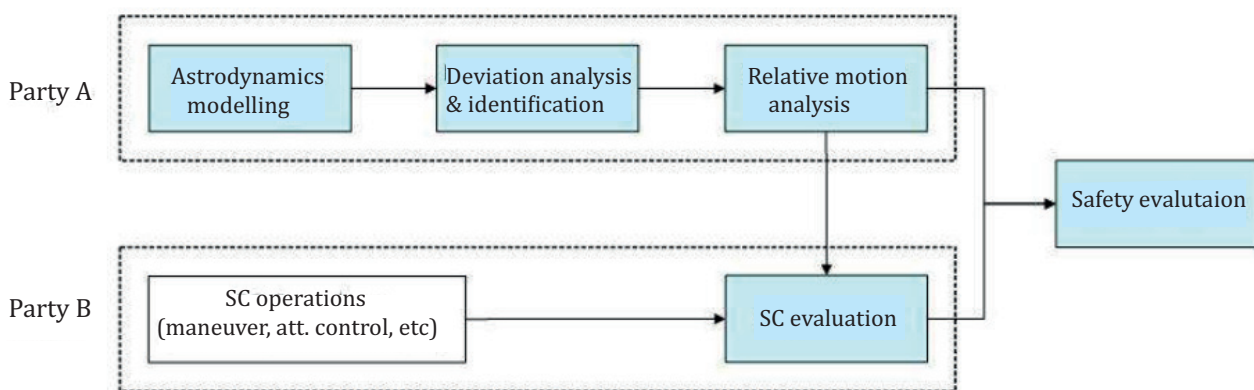 Party A
Astrodynamics
modelling
Deviation analysis
& identification
Relative motion
analysis
Safety evalutaion
Party B
SC operations
(maneuver, att. control, etc)
SC evaluation